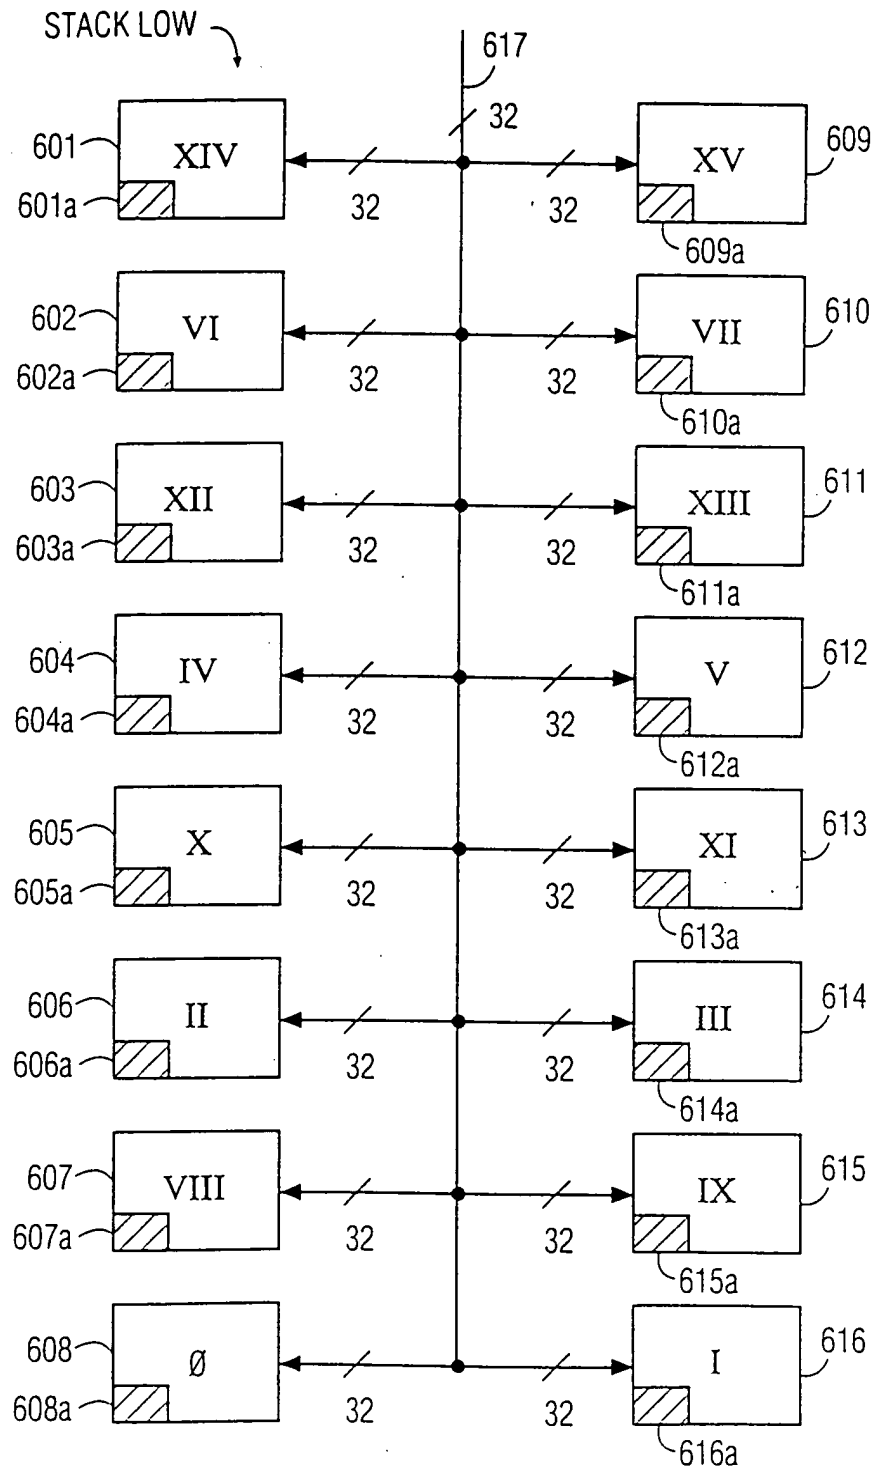 STACK LOW
617
32
601
XIV
XV
609
601a
32
32
609a
602
VI
VII
610
602a
32
32
610a
603
XII
XIII
611
603a
32
32
611a
604
IV
V
612
604a
32
32
612a
605
X
XI
613
605a
32
32
613a
606
II
III
614
606a
32
32
614a
607
VIII
IX
615
607a
32
32
615a
608
Ø
I
616
608a
32
32
616a